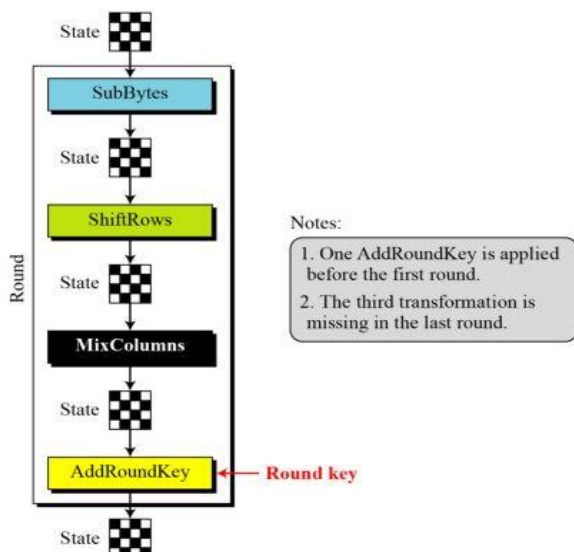 State
SubBytes
State
ShiftRows
State
MixColumns
State
AddRoundKey
Round key
State
Round
Notes:
1. One AddRoundKey is applied
before the first round.
2. The third transformation is
missing in the last round.